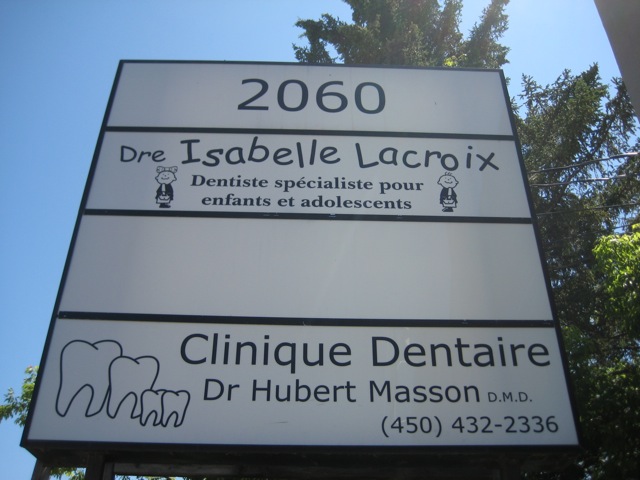 2060
Dre Isabelle Lacroix
Dentiste spécialiste pour
enfants et adolescents
Clinique Dentaire
Dr Hubert Masson D.M.D.
(450) 432-2336